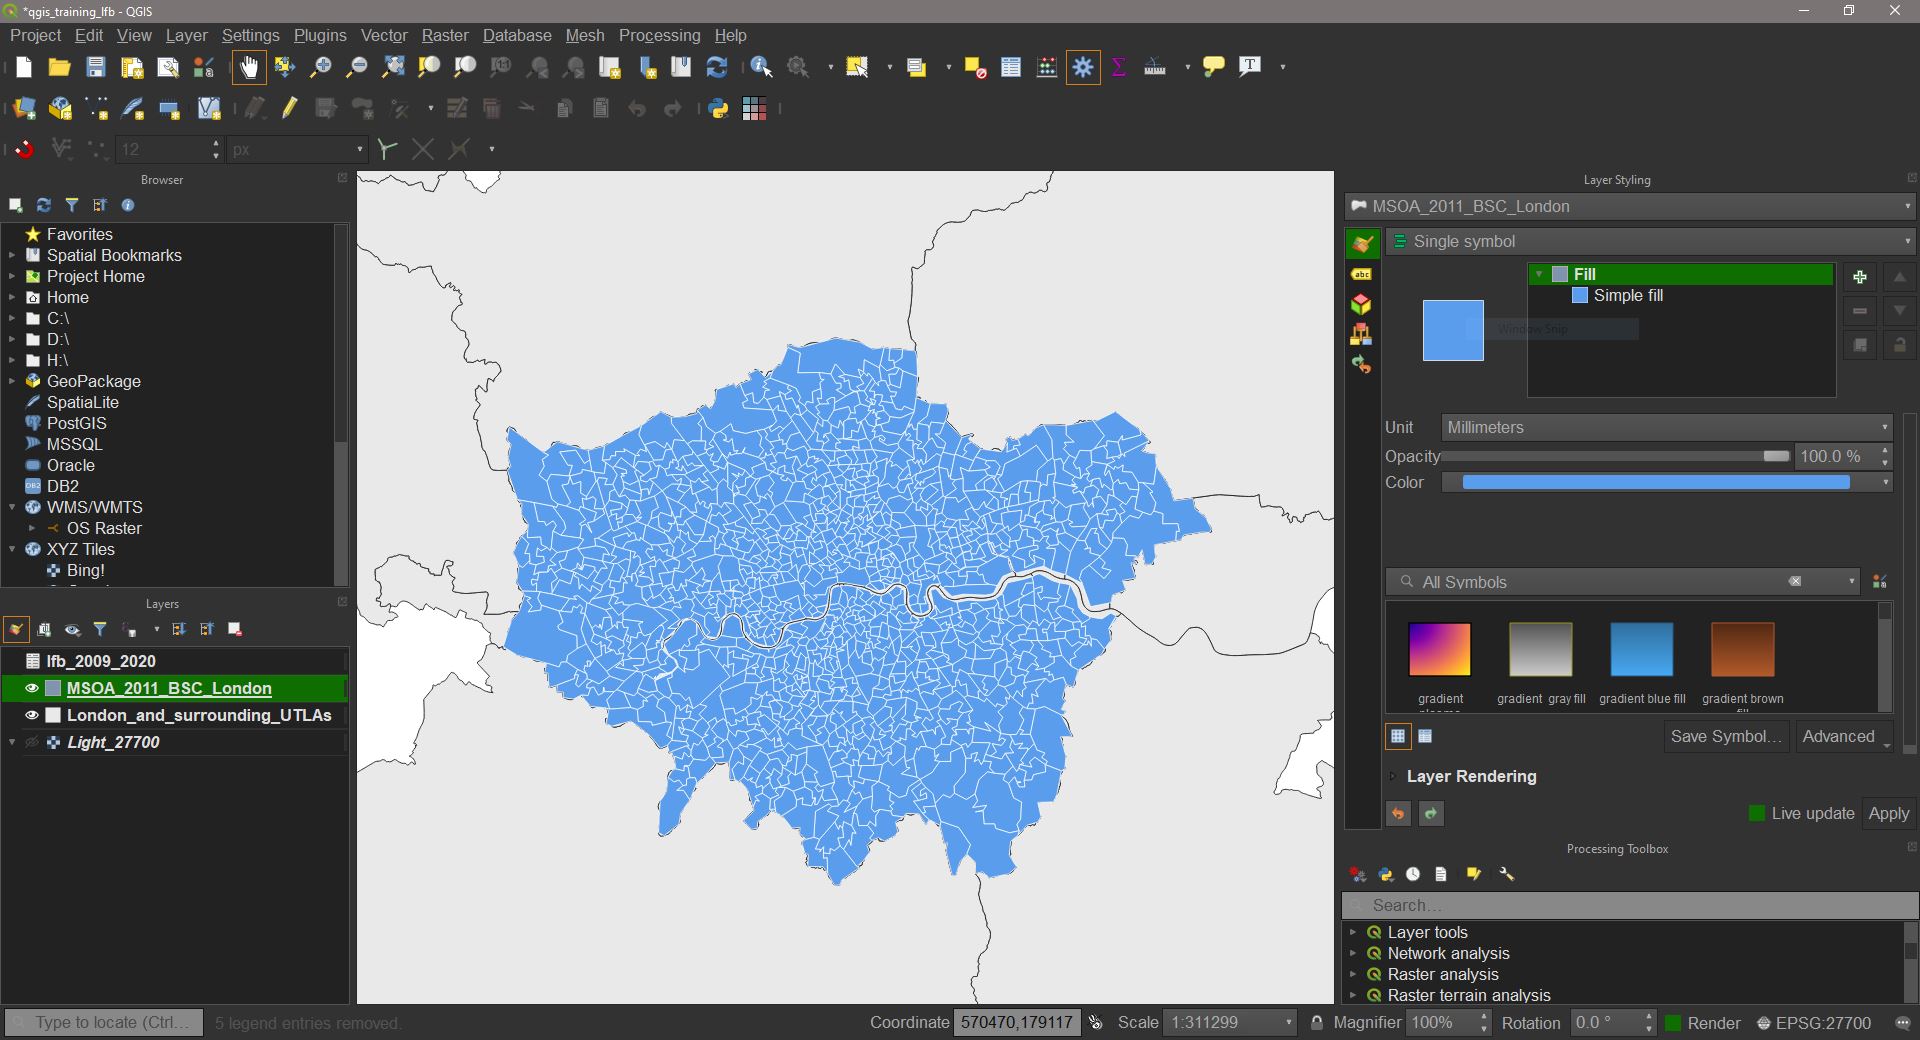 *qgis_training_lfb - QGIS
Project Edit View Layer Settings Plugins Vector Raster Database Mesh Processing Help
12 px
Browser
Favorites
Spatial Bookmarks
Project Home
Home
C:\
D:\
H:\
GeoPackage
SpatiaLite
PostGIS
MSSQL
Oracle
DB2
WMS/WMTS
OS Raster
XYZ Tiles
Bing!
Layers
lfb_2009_2020
MSOA_2011_BSC_London
London_and_surrounding_UTLAs
Light_27700
Layer Styling
MSOA_2011_BSC_London
Single symbol
abc
Fill
Simple fill
Window Snip
Unit Millimeters
Opacity 100.0 %
Color
All Symbols
gradient gradient gray fill gradient blue fill gradient brown
Save Symbol… Advanced
Layer Rendering
Live update Apply
Processing Toolbox
Search…
Layer tools
Network analysis
Raster analysis
Raster terrain analysis
Type to locate (Ctrl… 5 legend entries removed. Coordinate 570470,179117 Scale 1:311299 Magnifier 100% Rotation 0.0 ° Render EPSG:27700